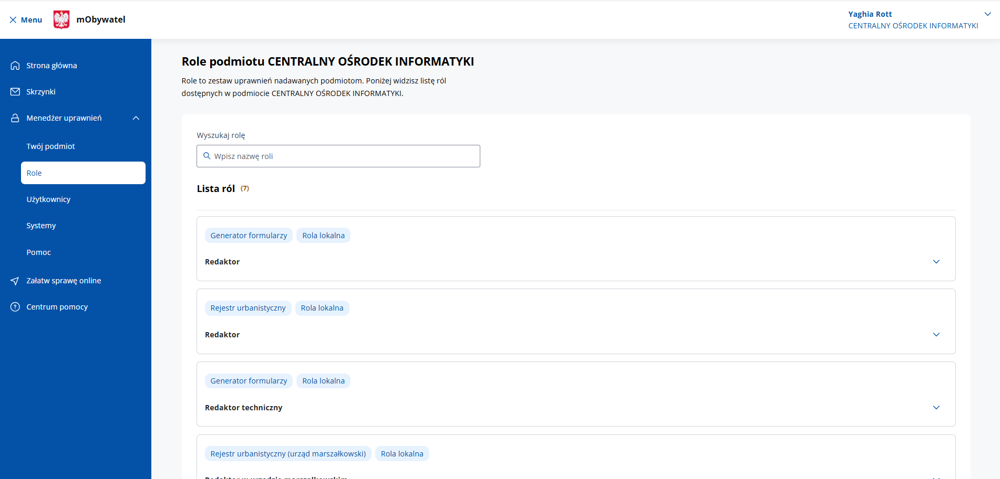 Menu
mObywatel
Yaghia Rott
CENTRALNY OŚRODEK INFORMATYKI
Strona główna
Skrzynki
Menedżer uprawnień
Twój podmiot
Role
Użytkownicy
Systemy
Pomoc
Załatw sprawę online
Centrum pomocy
Role podmiotu CENTRALNY OŚRODEK INFORMATYKI
Role to zestaw uprawnień nadawanych podmiotom. Poniżej widzisz listę ról
dostępnych w podmiocie CENTRALNY OŚRODEK INFORMATYKI.
Wyszukaj rolę
Wpisz nazwę roli
Lista ról (7)
Generator formularzy Rola lokalna
Redaktor
Rejestr urbanistyczny Rola lokalna
Redaktor
Generator formularzy Rola lokalna
Redaktor techniczny
Rejestr urbanistyczny (urząd marszałkowski) Rola lokalna
Redaktor w urzędzie marszałkowskim